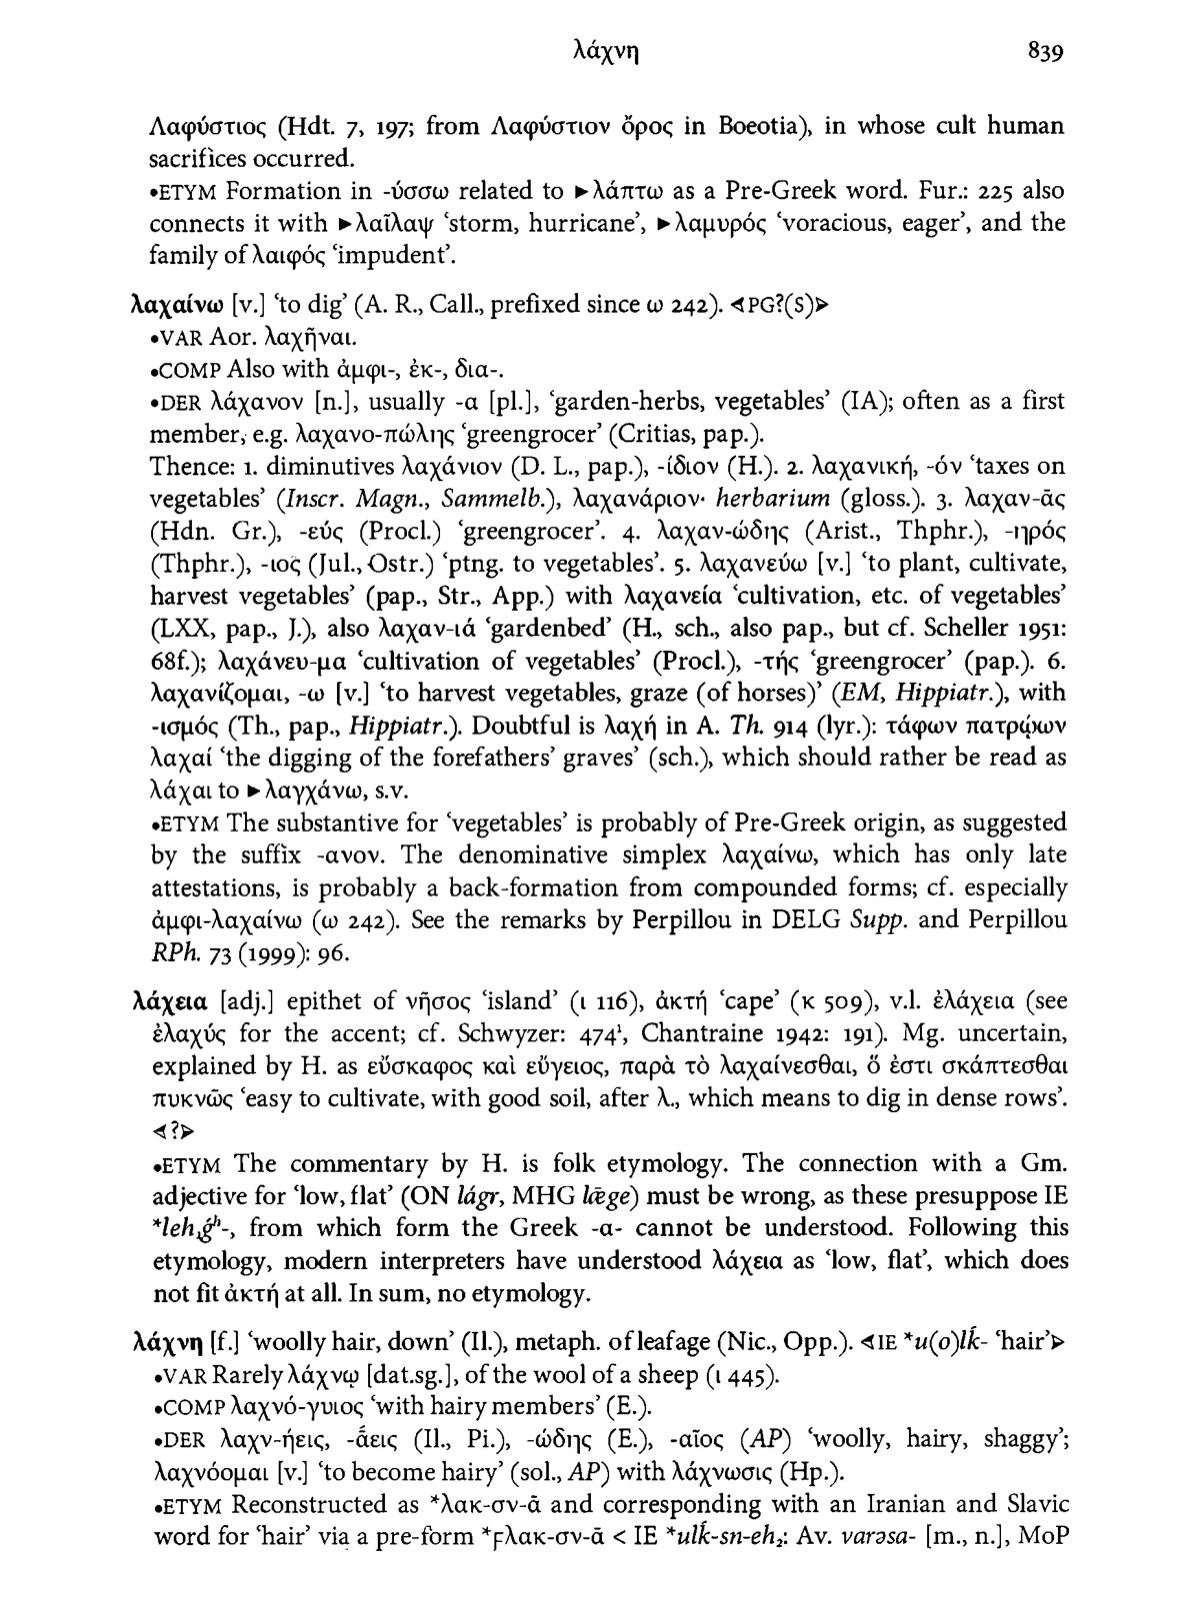 λάχνη 839
Λαφύστιος (Hdt. 7, 197; from Λαφύστιον ὄρος in Boeotia), in whose cult human
sacrifices occurred.
•ETYM Formation in -ύσσω related to ►λάπτω as a Pre-Greek word. Fur.: 225 also
connects it with ►λαῖλαψ ‘storm, hurricane’, ►λαμυρός ‘voracious, eager’, and the
family of λαιφός ‘impudent’.
λαχαίνω [v.] ‘to dig’ (A. R., Call., prefixed since ω 242). ⊲PG?(S)⊳
•VAR Aor. λαχῆναι.
•COMP Also with ἀμφι-, ἐκ-, δια-.
•DER λάχανον [n.], usually -α [pl.], ‘garden-herbs, vegetables’ (IA); often as a first
member, e.g. λαχανο-πώλης ‘greengrocer’ (Critias, pap.).
Thence: 1. diminutives λαχάνιον (D. L., pap.), -ίδιον (H.). 2. λαχανική, -όν ‘taxes on
vegetables’ (Inscr. Magn., Sammelb.), λαχανάριον· herbarium (gloss.). 3. λαχαν-ᾶς
(Hdn. Gr.), -εύς (Procl.) ‘greengrocer’. 4. λαχαν-ώδης (Arist., Thphr.), -ηρός
(Thphr.), -ιος (Jul., Ostr.) ‘ptng. to vegetables’. 5. λαχανεύω [v.] ‘to plant, cultivate,
harvest vegetables’ (pap., Str., App.) with λαχανεία ‘cultivation, etc. of vegetables’
(LXX, pap., J.), also λαχαν-ιά ‘gardenbed’ (H., sch., also pap., but cf. Scheller 1951:
68f.); λαχάνευ-μα ‘cultivation of vegetables’ (Procl.), -τής ‘greengrocer’ (pap.). 6.
λαχανίζομαι, -ω [v.] ‘to harvest vegetables, graze (of horses)’ (EM, Hippiatr.), with
-ισμός (Th., pap., Hippiatr.). Doubtful is λαχή in A. Th. 914 (lyr.): τάφων πατρῴων
λαχαί ‘the digging of the forefathers’ graves’ (sch.), which should rather be read as
λάχαι to ►λαγχάνω, s.v.
•ETYM The substantive for ‘vegetables’ is probably of Pre-Greek origin, as suggested
by the suffix -ανον. The denominative simplex λαχαίνω, which has only late
attestations, is probably a back-formation from compounded forms; cf. especially
ἀμφι-λαχαίνω (ω 242). See the remarks by Perpillou in DELG Supp. and Perpillou
RPh. 73 (1999): 96.
λάχεια [adj.] epithet of νῆσος ‘island’ (ι 116), ἀκτή ‘cape’ (κ 509), v.l. ἐλάχεια (see
ἐλαχύς for the accent; cf. Schwyzer: 474¹, Chantraine 1942: 191). Mg. uncertain,
explained by H. as εὔσκαφος καὶ εὔγειος, παρὰ τὸ λαχαίνεσθαι, ὅ ἐστι σκάπτεσθαι
πυκνῶς ‘easy to cultivate, with good soil, after λ., which means to dig in dense rows’.
⊲?⊳
•ETYM The commentary by H. is folk etymology. The connection with a Gm.
adjective for ‘low, flat’ (ON lágr, MHG lǣge) must be wrong, as these presuppose IE
*leh₁ǵʰ-, from which form the Greek -α- cannot be understood. Following this
etymology, modern interpreters have understood λάχεια as ‘low, flat’, which does
not fit ἀκτή at all. In sum, no etymology.
λάχνη [f.] ‘woolly hair, down’ (Il.), metaph. of leafage (Nic., Opp.). ⊲IE *u(o)lḱ- ‘hair’⊳
•VAR Rarely λάχνῳ [dat.sg.], of the wool of a sheep (ι 445).
•COMP λαχνό-γυιος ‘with hairy members’ (E.).
•DER λαχν-ήεις, -ᾱ́εις (Il., Pi.), -ώδης (E.), -αῖος (AP) ‘woolly, hairy, shaggy’;
λαχνόομαι [v.] ‘to become hairy’ (sol., AP) with λάχνωσις (Hp.).
•ETYM Reconstructed as *λακ-σν-ᾱ and corresponding with an Iranian and Slavic
word for ‘hair’ via a pre-form *ϝλακ-σν-ᾱ < IE *ulḱ-sn-eh₂: Av. varǝsa- [m., n.], MoP